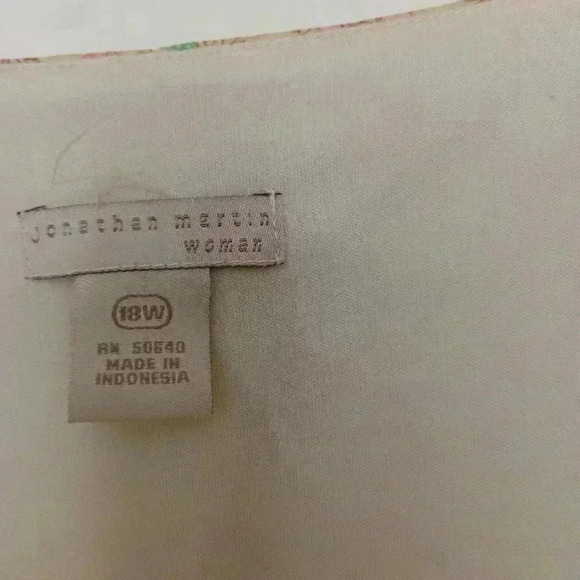 jonathan martin
woman
18W
RN 50640
MADE IN
INDONESIA